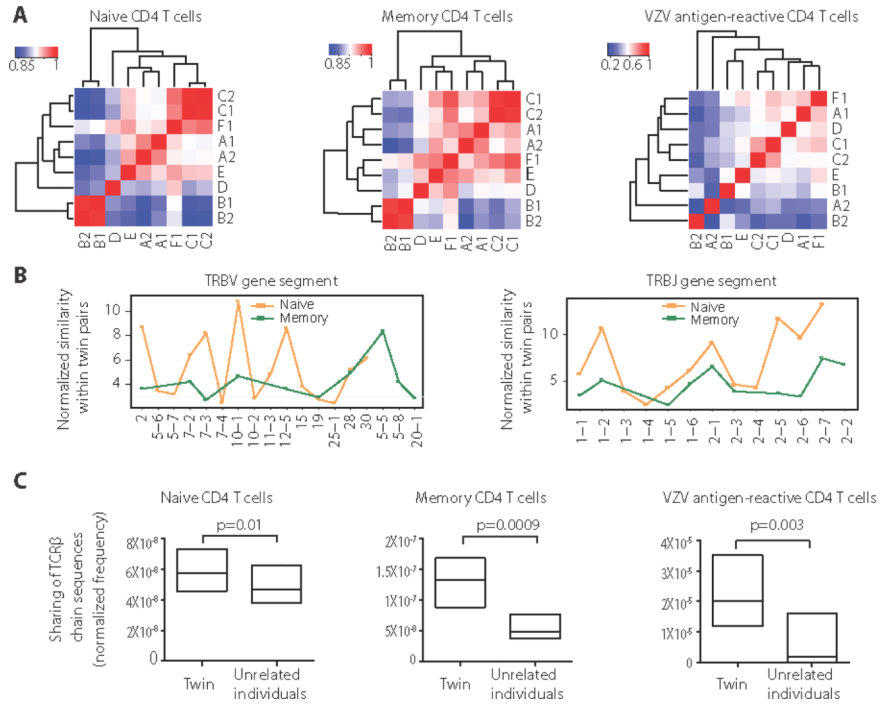 A
Naive CD4 T cells
Memory CD4 T cells
VZV antigen-reactive CD4 T cells
0.85 1
0.85 1
0.2 0.6 1
C2
C1
F1
A1
A2
E
D
B1
B2
B2 B1 D E A2 A1 F1 C1 C2
C1
C2
A1
A2
F1
E
D
B1
B2
B2 B1 D E F1 A2 A1 C2 C1
F1
A1
D
C1
C2
E
B1
A2
B2
B2 A2 B1 E C2 C1 D A1 F1
B
TRBV gene segment
Normalized similarity
within twin pairs
10
8
6
4
Naive
Memory
2 5-6 5-7 7-2 7-3 7-4 10-1 10-2 11-3 12-5 15 19 25-1 28 30 5-5 5-8 20-1
TRBJ gene segment
Normalized similarity
within twin pairs
10
5
Naive
Memory
1-1 1-2 1-3 1-4 1-5 1-6 2-1 2-3 2-4 2-5 2-6 2-7 2-2
C
Naive CD4 T cells
Memory CD4 T cells
VZV antigen-reactive CD4 T cells
Sharing of TCRβ
chain sequences
(normalized frequency)
p=0.01
8X10⁻⁸
6X10⁻⁸
4X10⁻⁸
2X10⁻⁸
0
Twin
Unrelated
individuals
p=0.0009
2X10⁻⁷
1.5X10⁻⁷
1X10⁻⁷
5X10⁻⁸
0
Twin
Unrelated
individuals
p=0.003
4X10⁻⁵
3X10⁻⁵
2X10⁻⁵
1X10⁻⁵
0
Twin
Unrelated
individuals